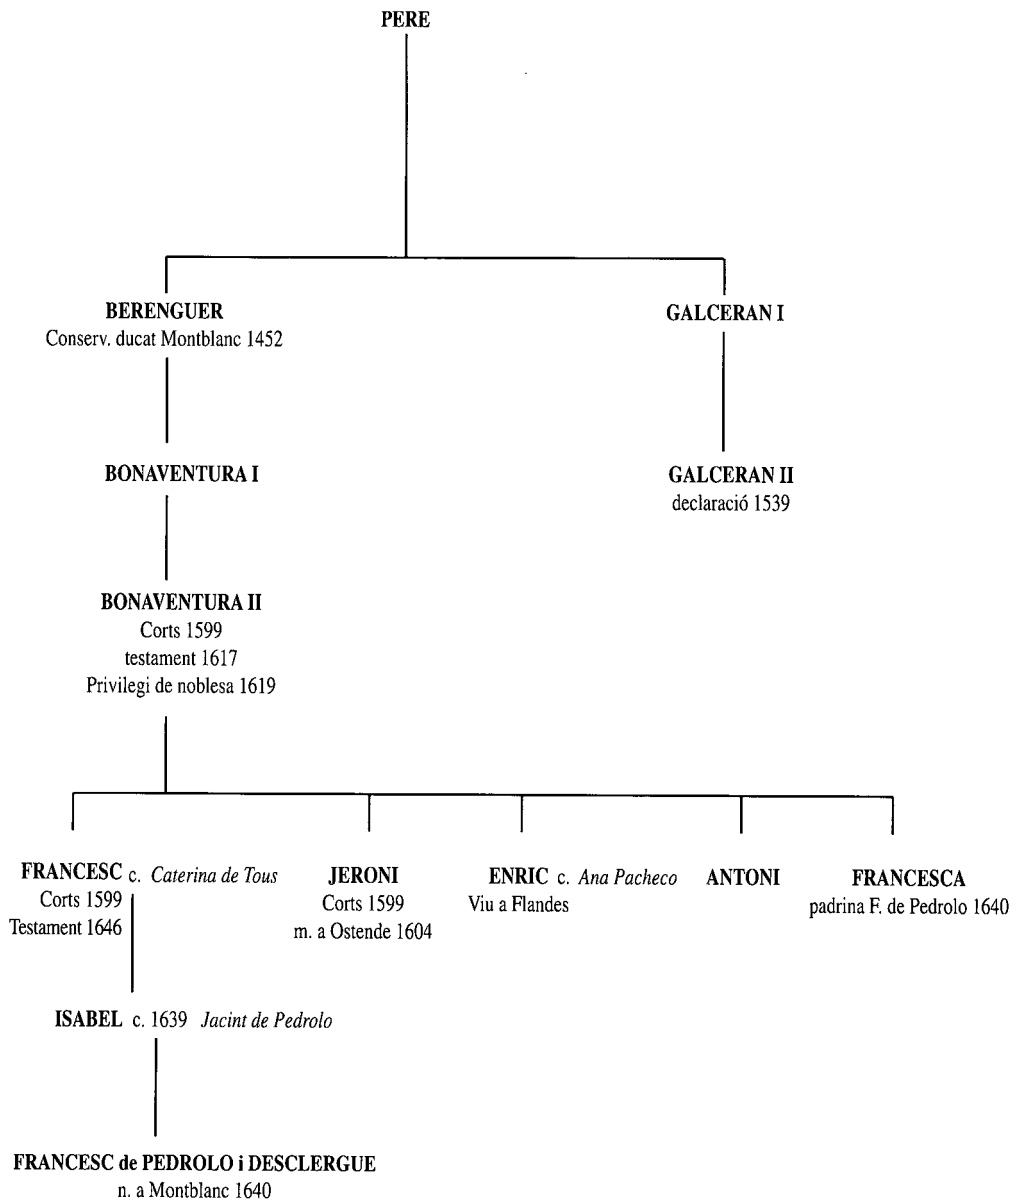 PERE
BERENGUER
Conserv. ducat Montblanc 1452
GALCERAN I
BONAVENTURA I
GALCERAN II
declaració 1539
BONAVENTURA II
Corts 1599
testament 1617
Privilegi de noblesa 1619
FRANCESC c. Caterina de Tous
Corts 1599
Testament 1646
JERONI
Corts 1599
m. a Ostende 1604
ENRIC c. Ana Pacheco
Viu a Flandes
ANTONI
FRANCESCA
padrina F. de Pedrolo 1640
ISABEL c. 1639 Jacint de Pedrolo
FRANCESC de PEDROLO i DESCLERGUE
n. a Montblanc 1640